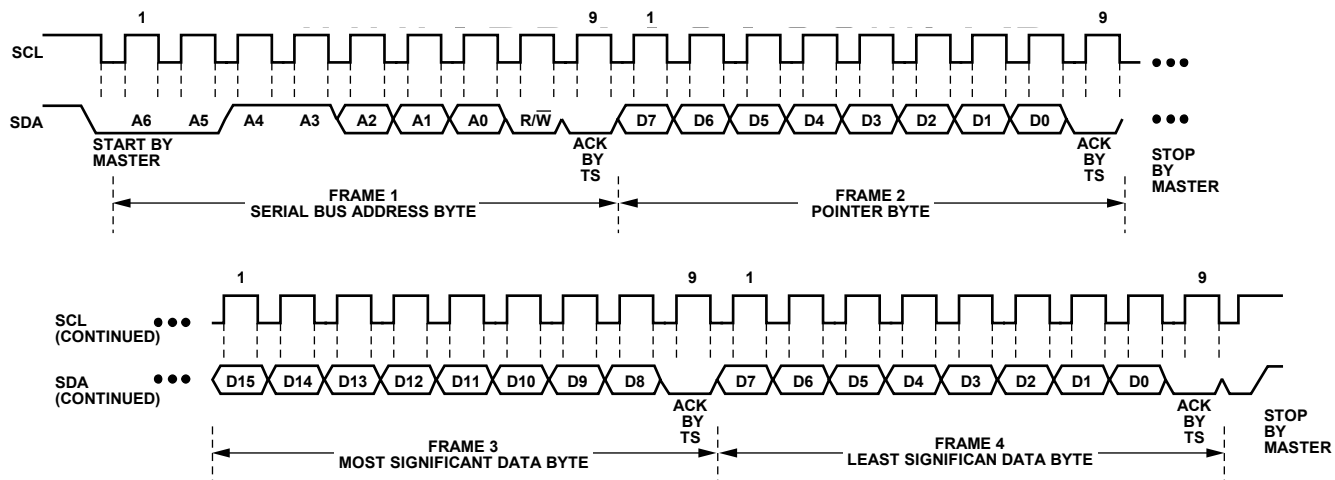 1 9 1 9
SCL
SDA A6 A5 A4 A3 A2 A1 A0 R/W̅ D7 D6 D5 D4 D3 D2 D1 D0
START BY
MASTER
ACK
BY
TS
ACK
BY
TS
STOP
BY
MASTER
FRAME 1
SERIAL BUS ADDRESS BYTE
FRAME 2
POINTER BYTE
1 9 1 9
SCL
(CONTINUED)
SDA
(CONTINUED)
D15 D14 D13 D12 D11 D10 D9 D8 D7 D6 D5 D4 D3 D2 D1 D0
ACK
BY
TS
ACK
BY
TS
STOP
BY
MASTER
FRAME 3
MOST SIGNIFICANT DATA BYTE
FRAME 4
LEAST SIGNIFICAN DATA BYTE